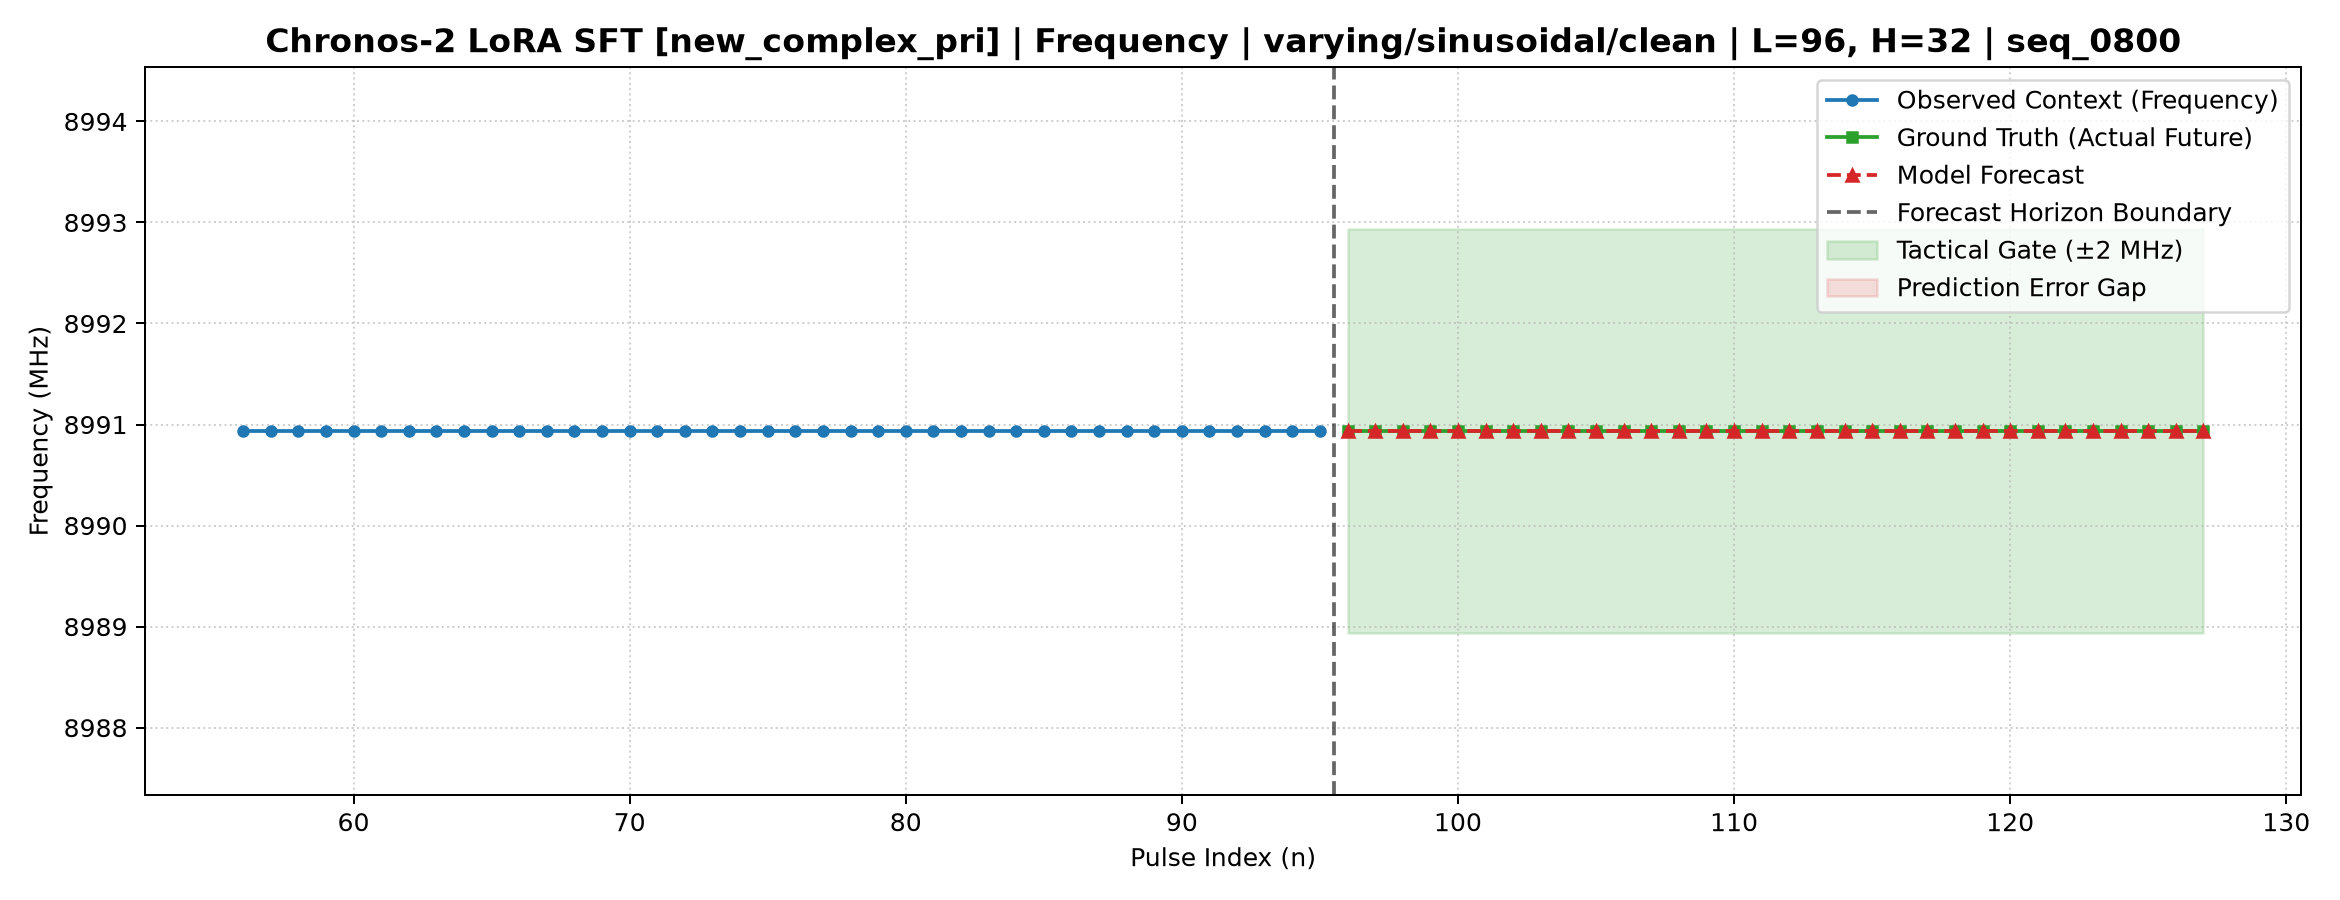 Chronos-2 LoRA SFT [new_complex_pri] | Frequency | varying/sinusoidal/clean | L=96, H=32 | seq_0800
Observed Context (Frequency)
Ground Truth (Actual Future)
Model Forecast
Forecast Horizon Boundary
Tactical Gate (±2 MHz)
Prediction Error Gap
Frequency (MHz)
8994
8993
8992
8991
8990
8989
8988
60 70 80 90 100 110 120 130
Pulse Index (n)